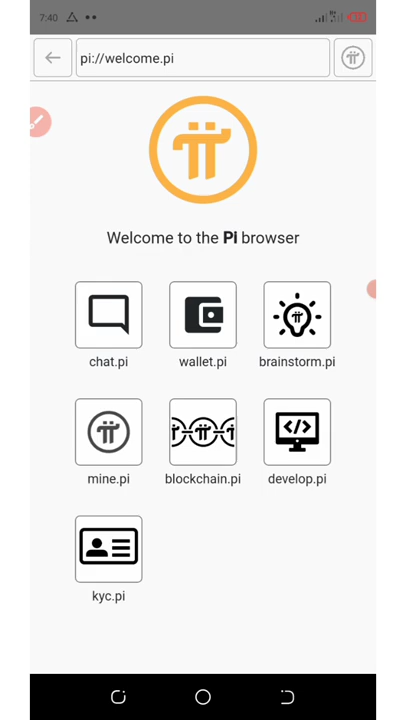 7:40
pi://welcome.pi
Welcome to the Pi browser
chat.pi
wallet.pi
brainstorm.pi
mine.pi
blockchain.pi
develop.pi
kyc.pi